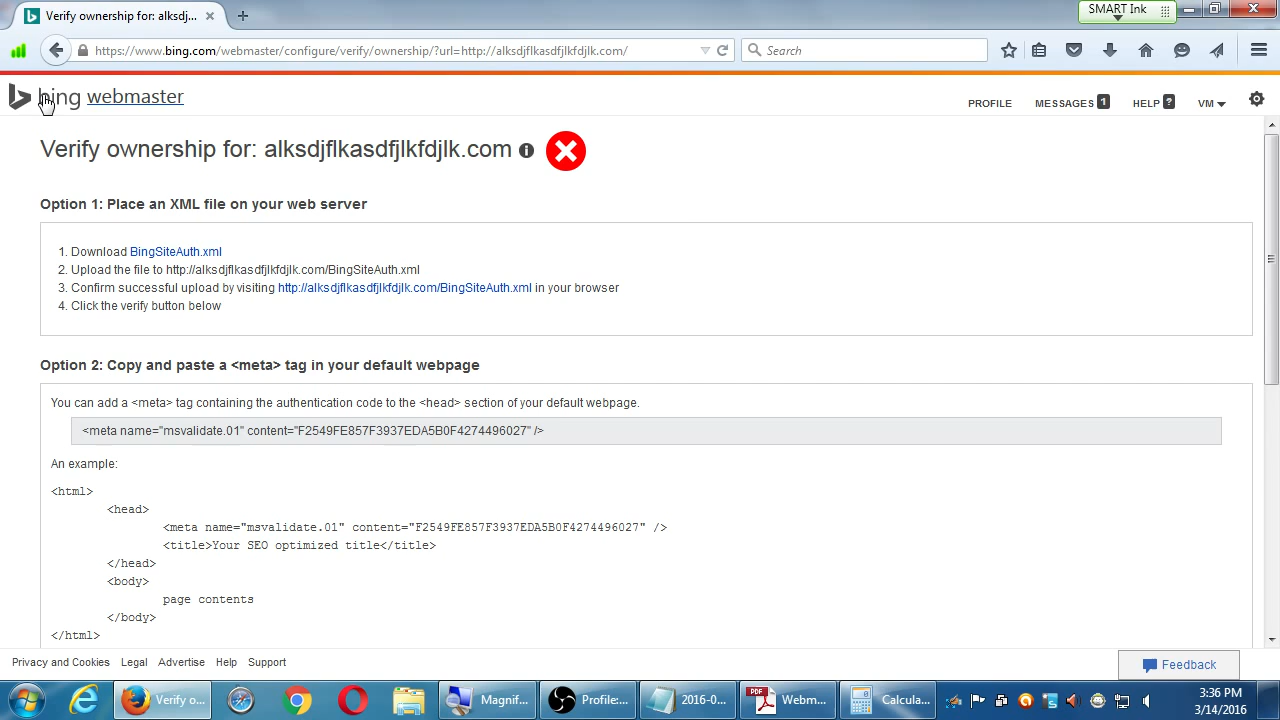 Verify ownership for: alksdj...
SMART Ink
https://www.bing.com/webmaster/configure/verify/ownership/?url=http://alksdjflkasdfjlkfdjlk.com/
Search
bing webmaster
PROFILE
MESSAGES 1
HELP ?
VM
Verify ownership for: alksdjflkasdfjlkfdjlk.com
Option 1: Place an XML file on your web server
1. Download BingSiteAuth.xml
2. Upload the file to http://alksdjflkasdfjlkfdjlk.com/BingSiteAuth.xml
3. Confirm successful upload by visiting http://alksdjflkasdfjlkfdjlk.com/BingSiteAuth.xml in your browser
4. Click the verify button below
Option 2: Copy and paste a <meta> tag in your default webpage
You can add a <meta> tag containing the authentication code to the <head> section of your default webpage.
<meta name="msvalidate.01" content="F2549FE857F3937EDA5B0F4274496027" />
An example:
<html>
<head>
<meta name="msvalidate.01" content="F2549FE857F3937EDA5B0F4274496027" />
<title>Your SEO optimized title</title>
</head>
<body>
page contents
</body>
</html>
Privacy and Cookies
Legal
Advertise
Help
Support
Feedback
Verify o...
Magnif...
Profile:...
2016-0...
PDF
Webm...
Calcula...
3:36 PM
3/14/2016